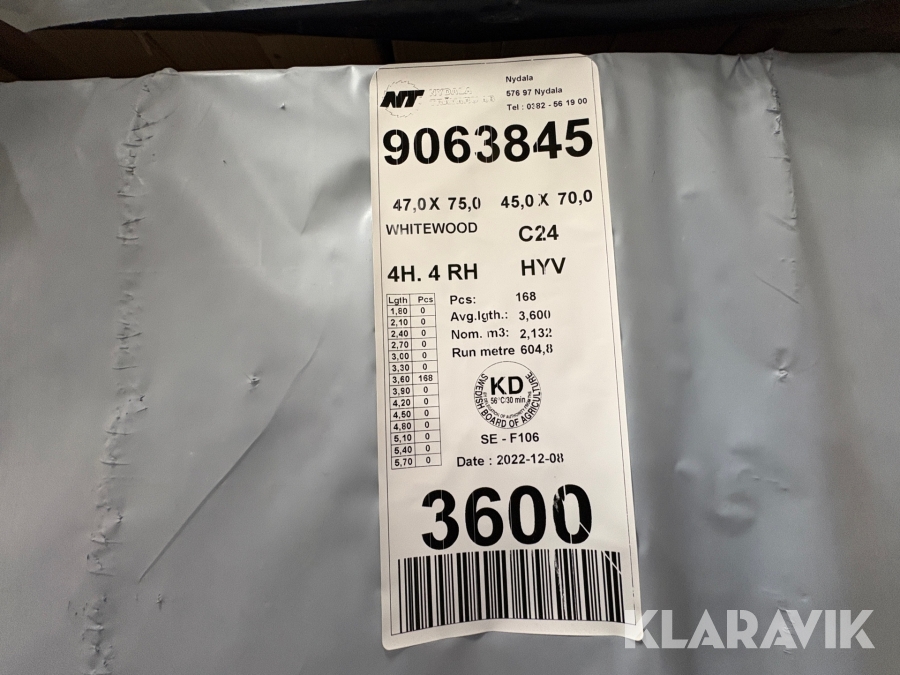 NT
Nydala
576 97 Nydala
Tel : 0382 - 56 19 00
9063845
47,0 X 75,0 45,0 X 70,0
WHITEWOOD C24
4H. 4 RH HYV
Lgth Pcs
1,80 0
2,10 0
2,40 0
2,70 0
3,00 0
3,30 0
3,60 168
3,90 0
4,20 0
4,50 0
4,80 0
5,10 0
5,40 0
5,70 0
Pcs: 168
Avg.lgth.: 3,600
Nom. m3: 2,132
Run metre 604,8
KD
56°C/30 min
SWEDISH BOARD OF AGRICULTURE
SE - F106
Date : 2022-12-08
3600
KLARAVIK